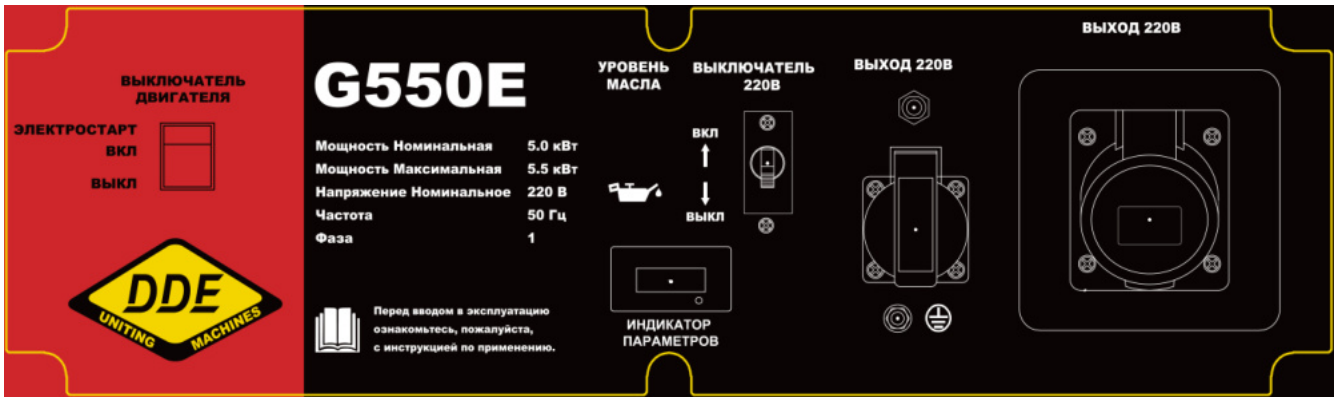 ВЫКЛЮЧАТЕЛЬ
ДВИГАТЕЛЯ
ЭЛЕКТРОСТАРТ
ВКЛ
ВЫКЛ
DDE
UNITING MACHINES
G550E
Мощность Номинальная 5.0 кВт
Мощность Максимальная 5.5 кВт
Напряжение Номинальное 220 В
Частота 50 Гц
Фаза 1
Перед вводом в эксплуатацию
ознакомьтесь, пожалуйста,
с инструкцией по применению.
УРОВЕНЬ
МАСЛА
ИНДИКАТОР
ПАРАМЕТРОВ
ВЫКЛЮЧАТЕЛЬ
220В
ВКЛ
ВЫКЛ
ВЫХОД 220В
ВЫХОД 220В